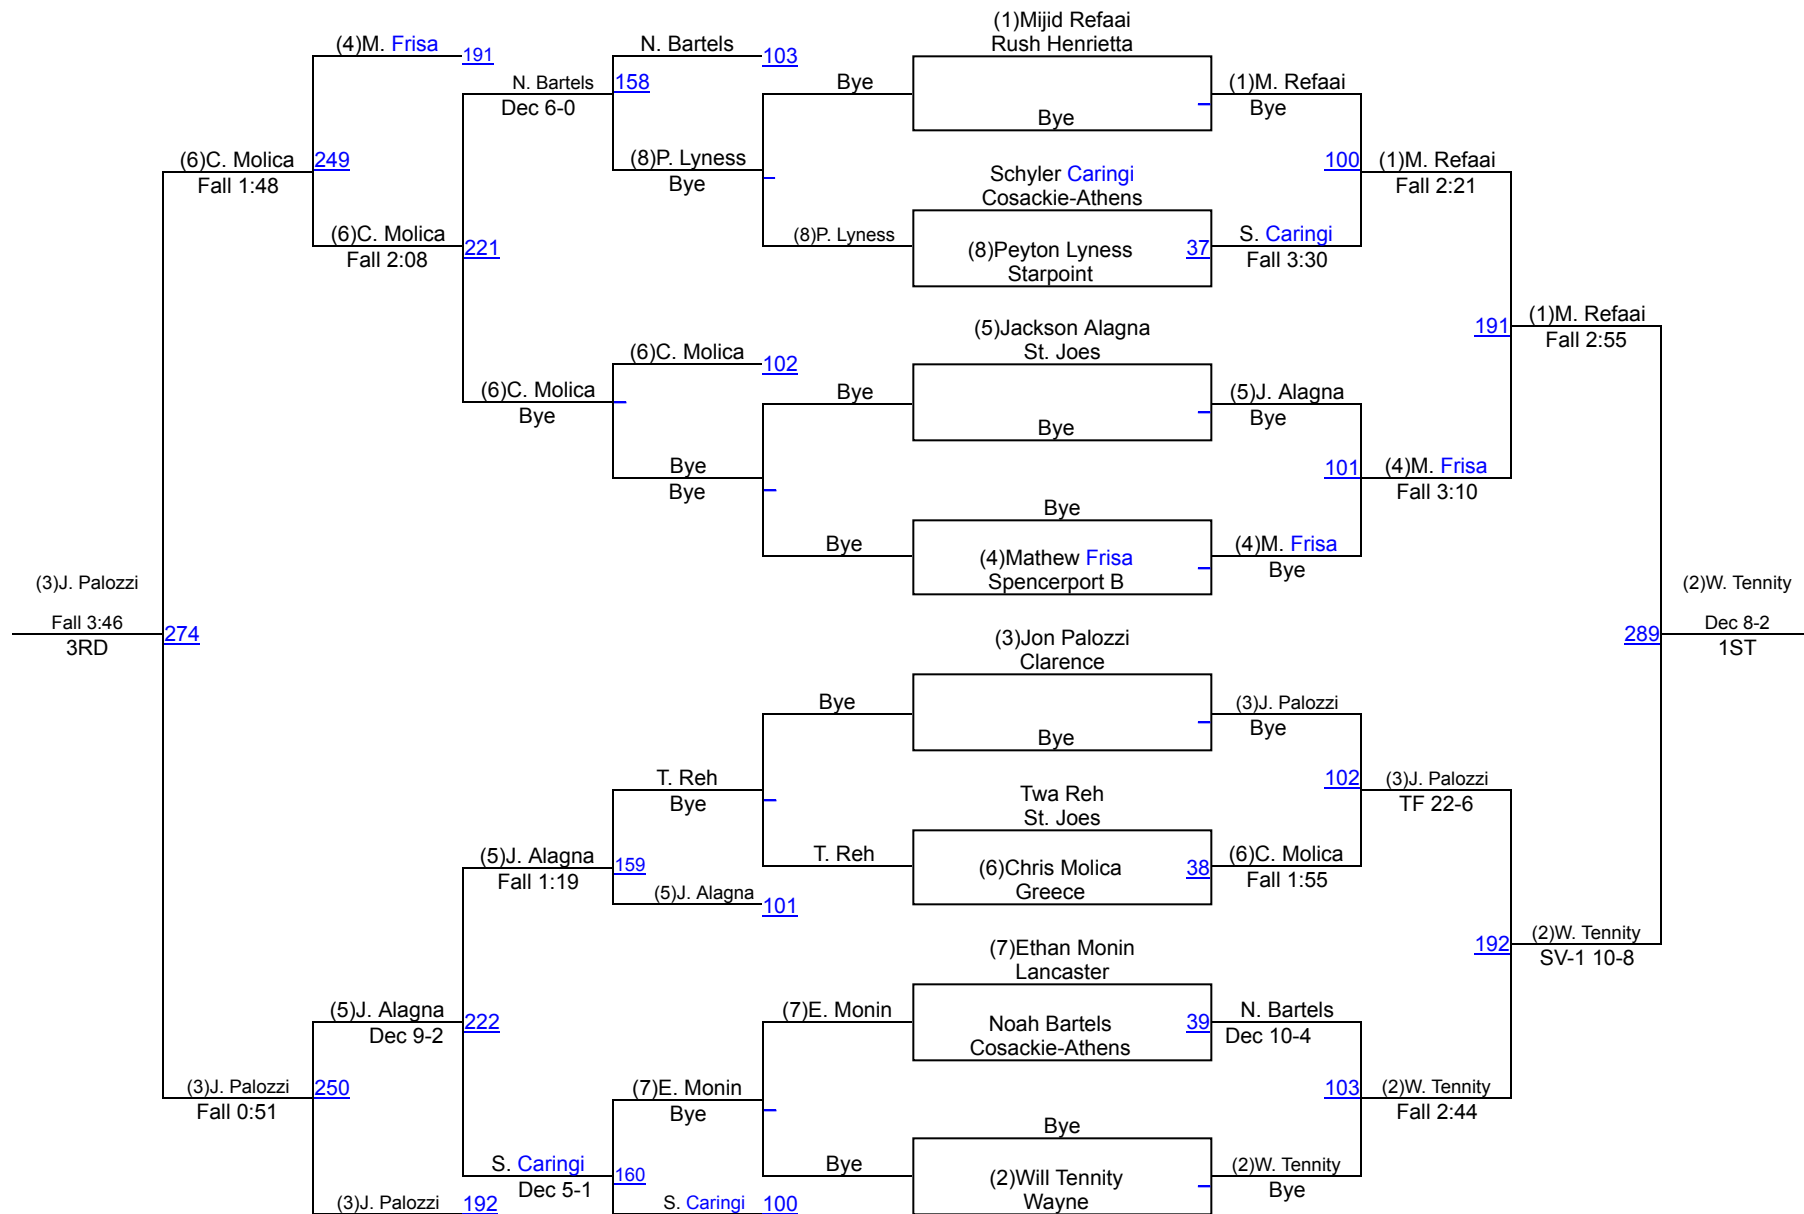 (1)Mijid Refaai
Rush Henrietta
(4)M. Frisa
191
N. Bartels
103
N. Bartels
158
Dec 6-0
Bye
Bye
(1)M. Refaai
Bye
(6)C. Molica
249
Fall 1:48
(8)P. Lyness
Bye
Schyler Caringi
Cosackie-Athens
100
(1)M. Refaai
Fall 2:21
(6)C. Molica
221
Fall 2:08
(8)P. Lyness
(8)Peyton Lyness
Starpoint
37
S. Caringi
Fall 3:30
(5)Jackson Alagna
St. Joes
191
(1)M. Refaai
Fall 2:55
(6)C. Molica
102
(6)C. Molica
Bye
Bye
Bye
(5)J. Alagna
Bye
Bye
Bye
101
(4)M. Frisa
Fall 3:10
Bye
Bye
(4)Mathew Frisa
Spencerport B
(4)M. Frisa
Bye
(3)J. Palozzi
Fall 3:46
3RD
274
(2)W. Tennity
Dec 8-2
1ST
289
(3)Jon Palozzi
Clarence
Bye
Bye
(3)J. Palozzi
Bye
T. Reh
Bye
Twa Reh
St. Joes
102
(3)J. Palozzi
TF 22-6
(5)J. Alagna
Fall 1:19
159
T. Reh
(6)Chris Molica
Greece
38
(6)C. Molica
Fall 1:55
(5)J. Alagna
101
(7)Ethan Monin
Lancaster
192
(2)W. Tennity
SV-1 10-8
(5)J. Alagna
Dec 9-2
222
(7)E. Monin
Noah Bartels
Cosackie-Athens
39
N. Bartels
Dec 10-4
(3)J. Palozzi
Fall 0:51
250
(7)E. Monin
Bye
103
(2)W. Tennity
Fall 2:44
Bye
S. Caringi
Dec 5-1
160
Bye
(2)Will Tennity
Wayne
(2)W. Tennity
Bye
(3)J. Palozzi
192
S. Caringi
100